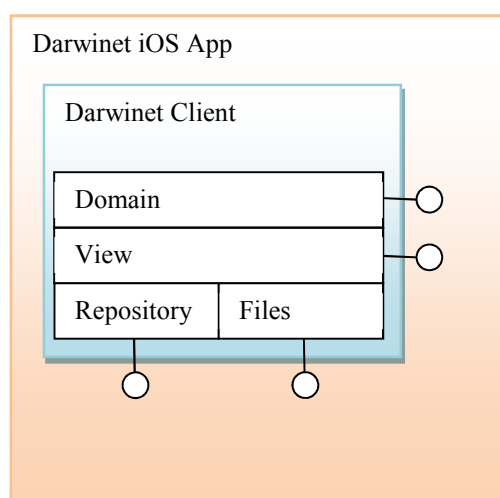 Darwinet iOS App
Darwinet Client
Domain
View
Repository Files